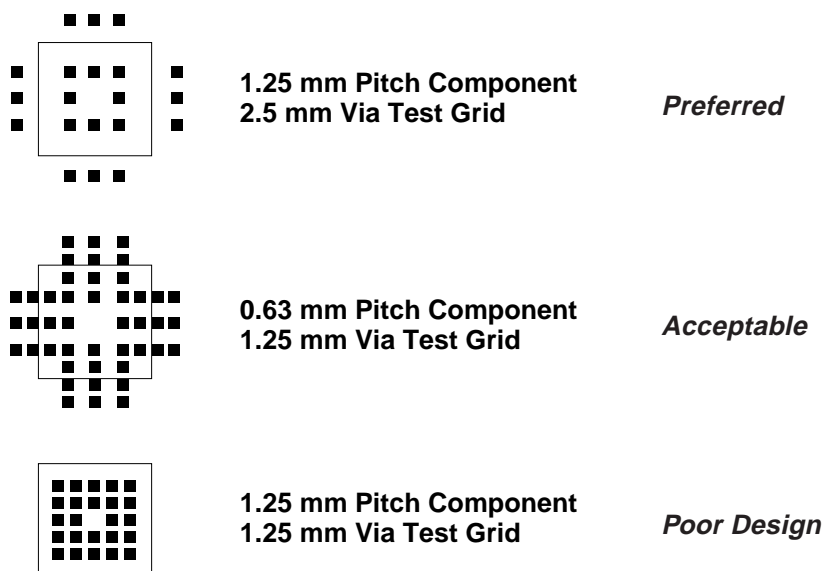 1.25 mm Pitch Component
2.5 mm Via Test Grid
Preferred
0.63 mm Pitch Component
1.25 mm Via Test Grid
Acceptable
1.25 mm Pitch Component
1.25 mm Via Test Grid
Poor Design